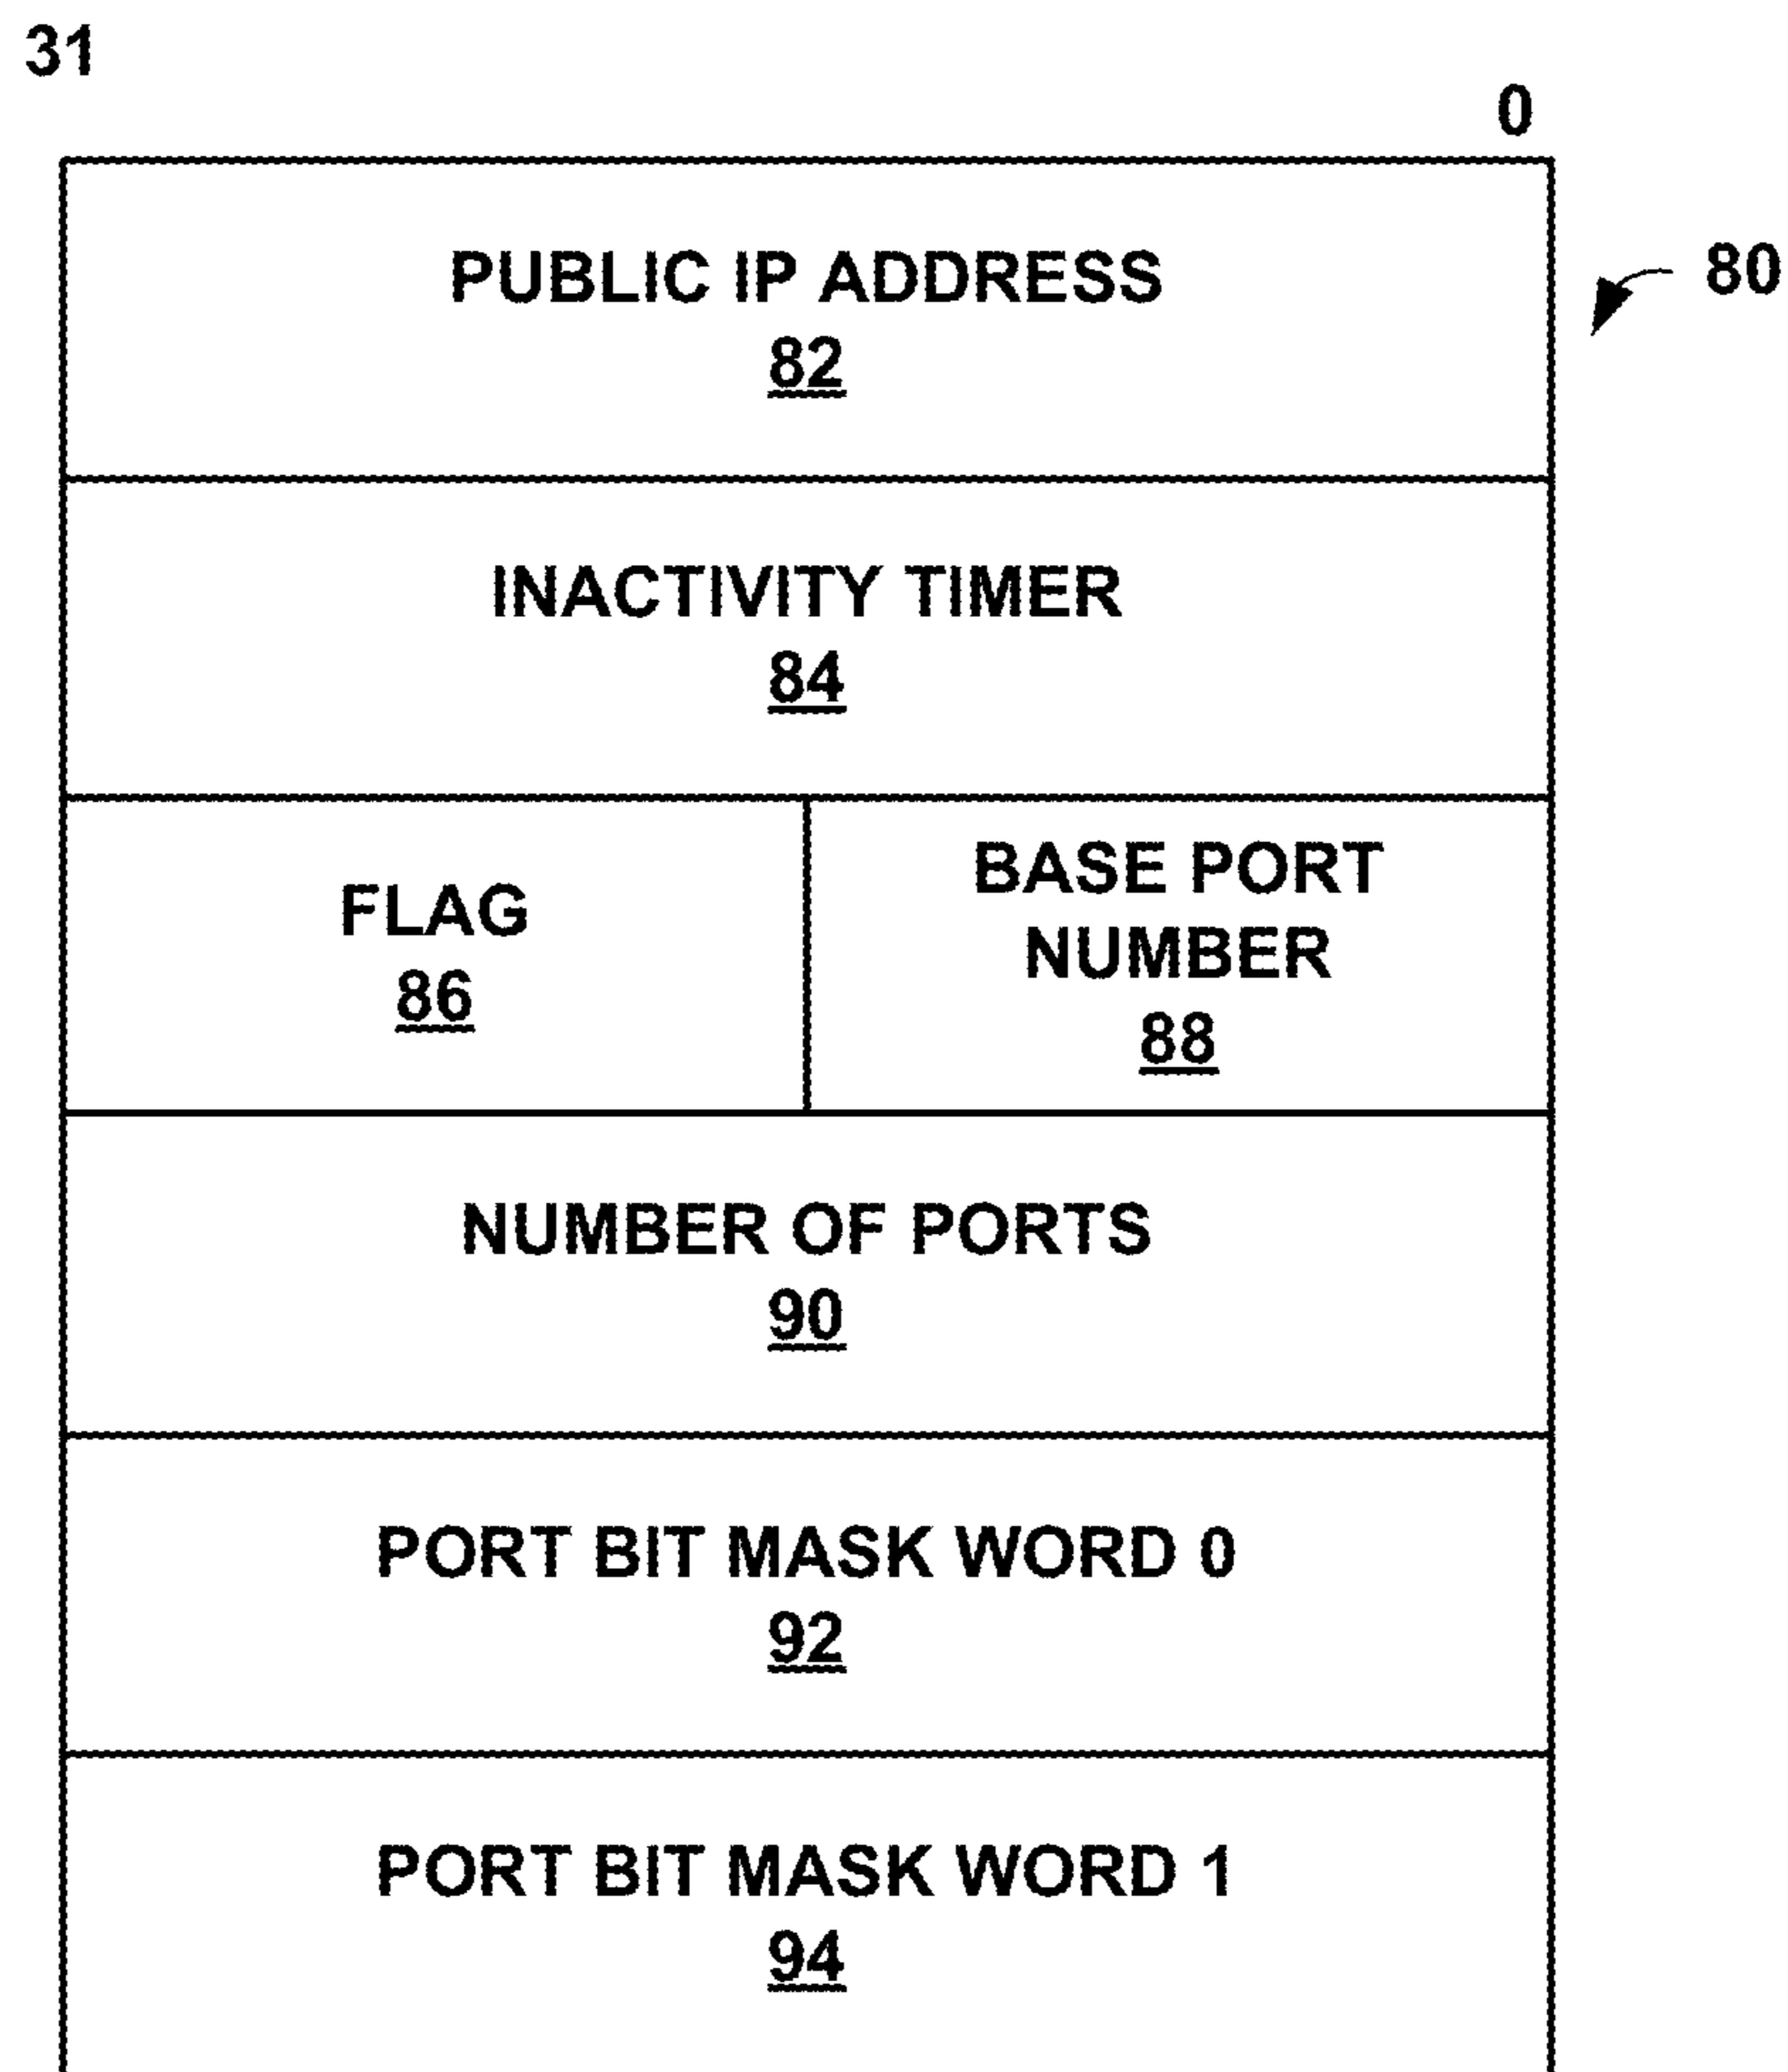 31
0
80
PUBLIC IP ADDRESS
82
INACTIVITY TIMER
84
FLAG
86
BASE PORT
NUMBER
88
NUMBER OF PORTS
90
PORT BIT MASK WORD 0
92
PORT BIT MASK WORD 1
94